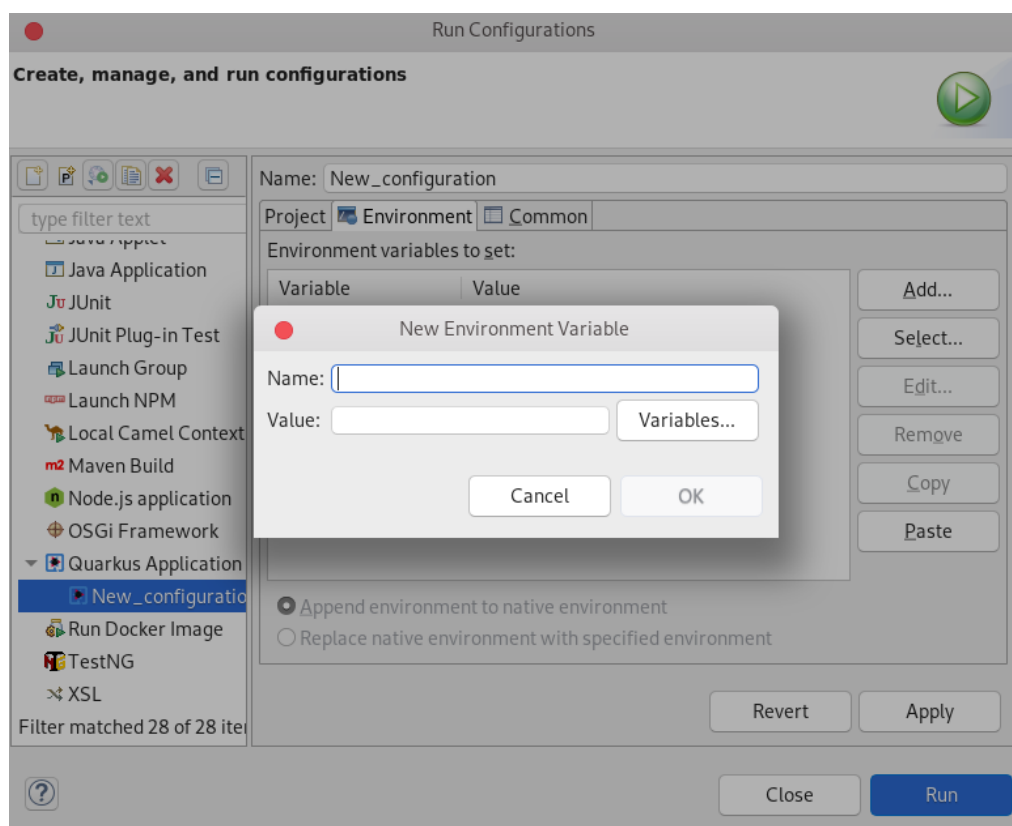 Run Configurations
Create, manage, and run configurations
type filter text
Java Applet
Java Application
JUnit
JUnit Plug-in Test
Launch Group
Launch NPM
Local Camel Context
Maven Build
Node.js application
OSGi Framework
Quarkus Application
New_configuratio
Run Docker Image
TestNG
XSL
Filter matched 28 of 28 iter
Name: New_configuration
Project Environment Common
Environment variables to set:
Variable Value
Add...
Select...
Edit...
Remove
Copy
Paste
New Environment Variable
Name:
Value: Variables...
Cancel OK
Append environment to native environment
Replace native environment with specified environment
Revert Apply
Close Run